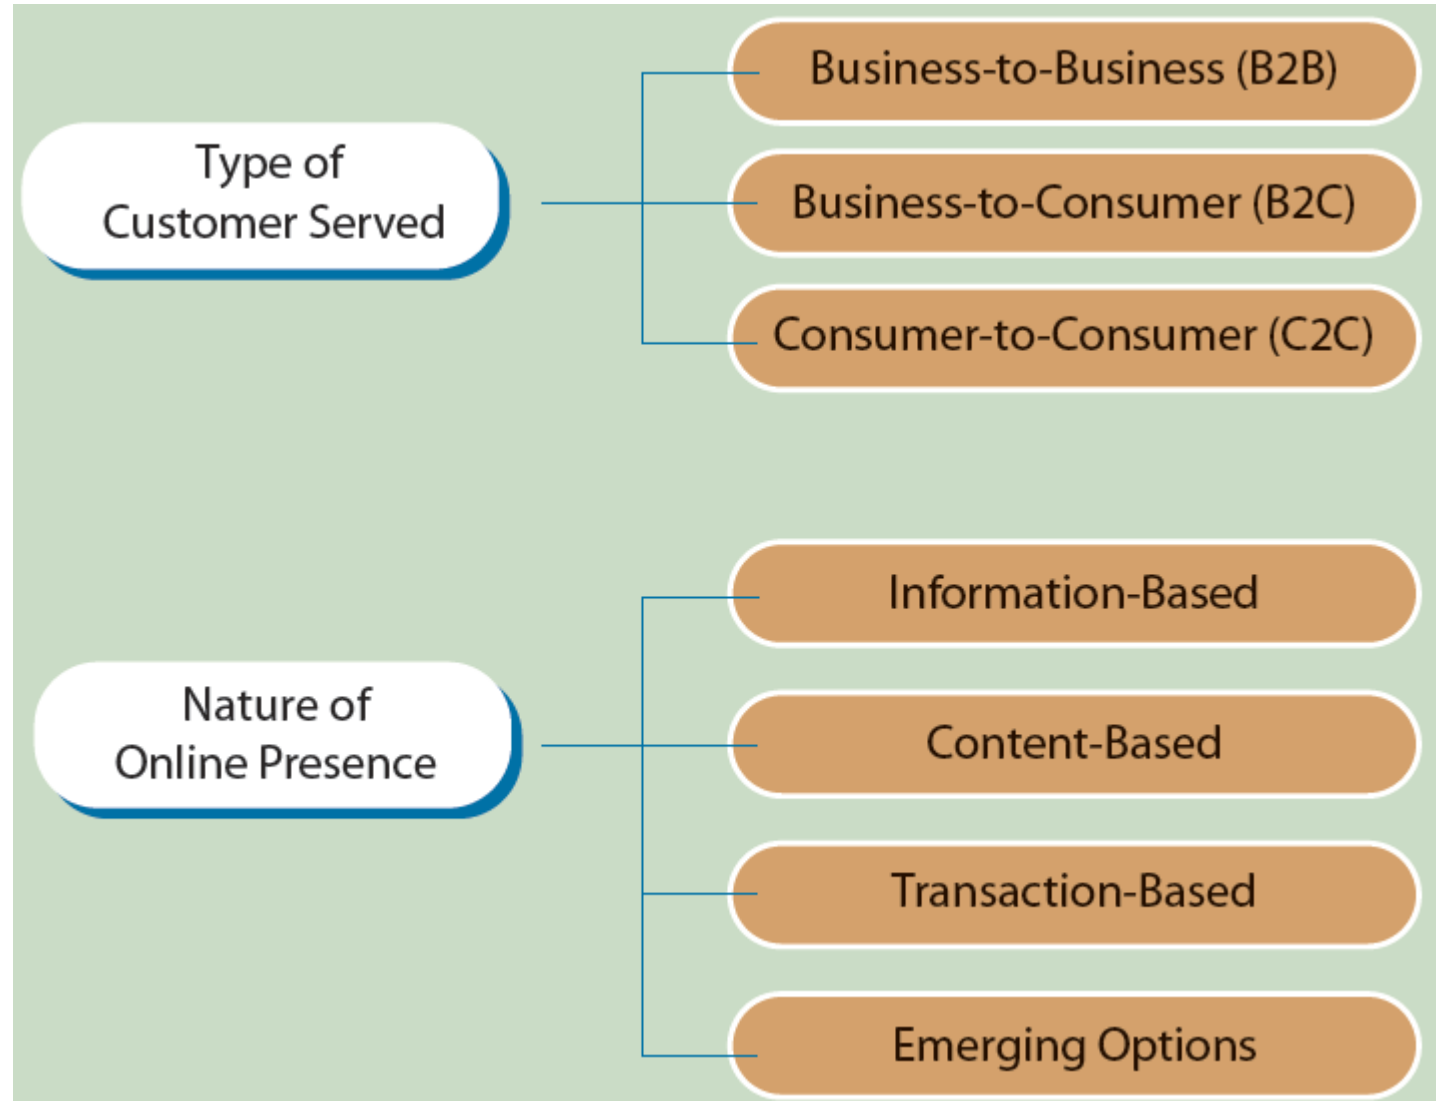 Type of
Customer Served
Business-to-Business (B2B)
Business-to-Consumer (B2C)
Consumer-to-Consumer (C2C)
Nature of
Online Presence
Information-Based
Content-Based
Transaction-Based
Emerging Options